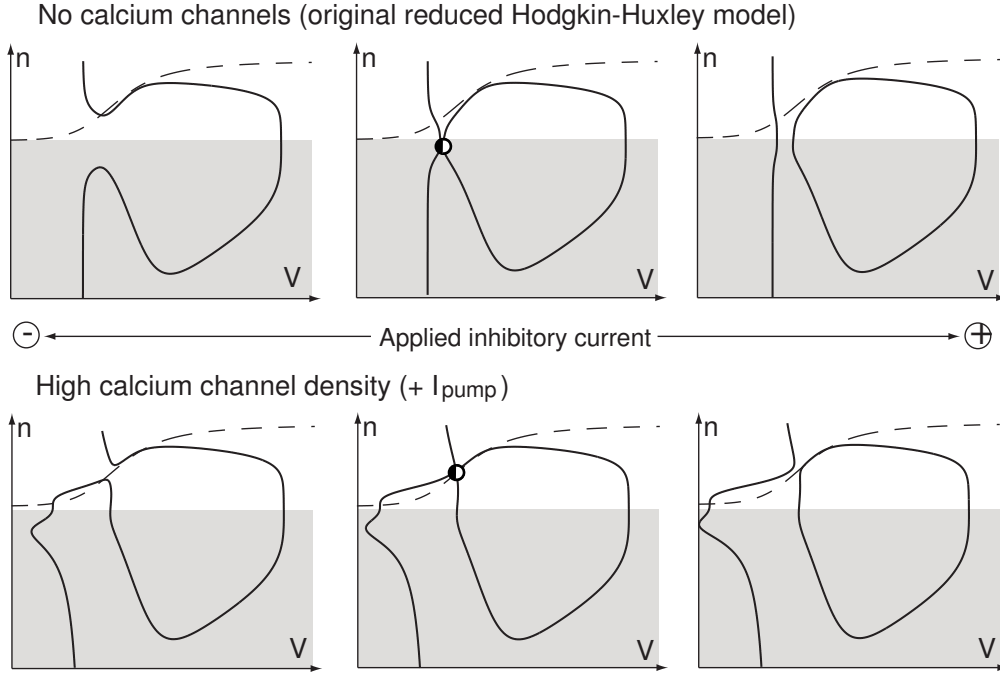 No calcium channels (original reduced Hodgkin-Huxley model)
n n n
V V V
- Applied inhibitory current +
High calcium channel density (+ Ipump)
n n n
V V V